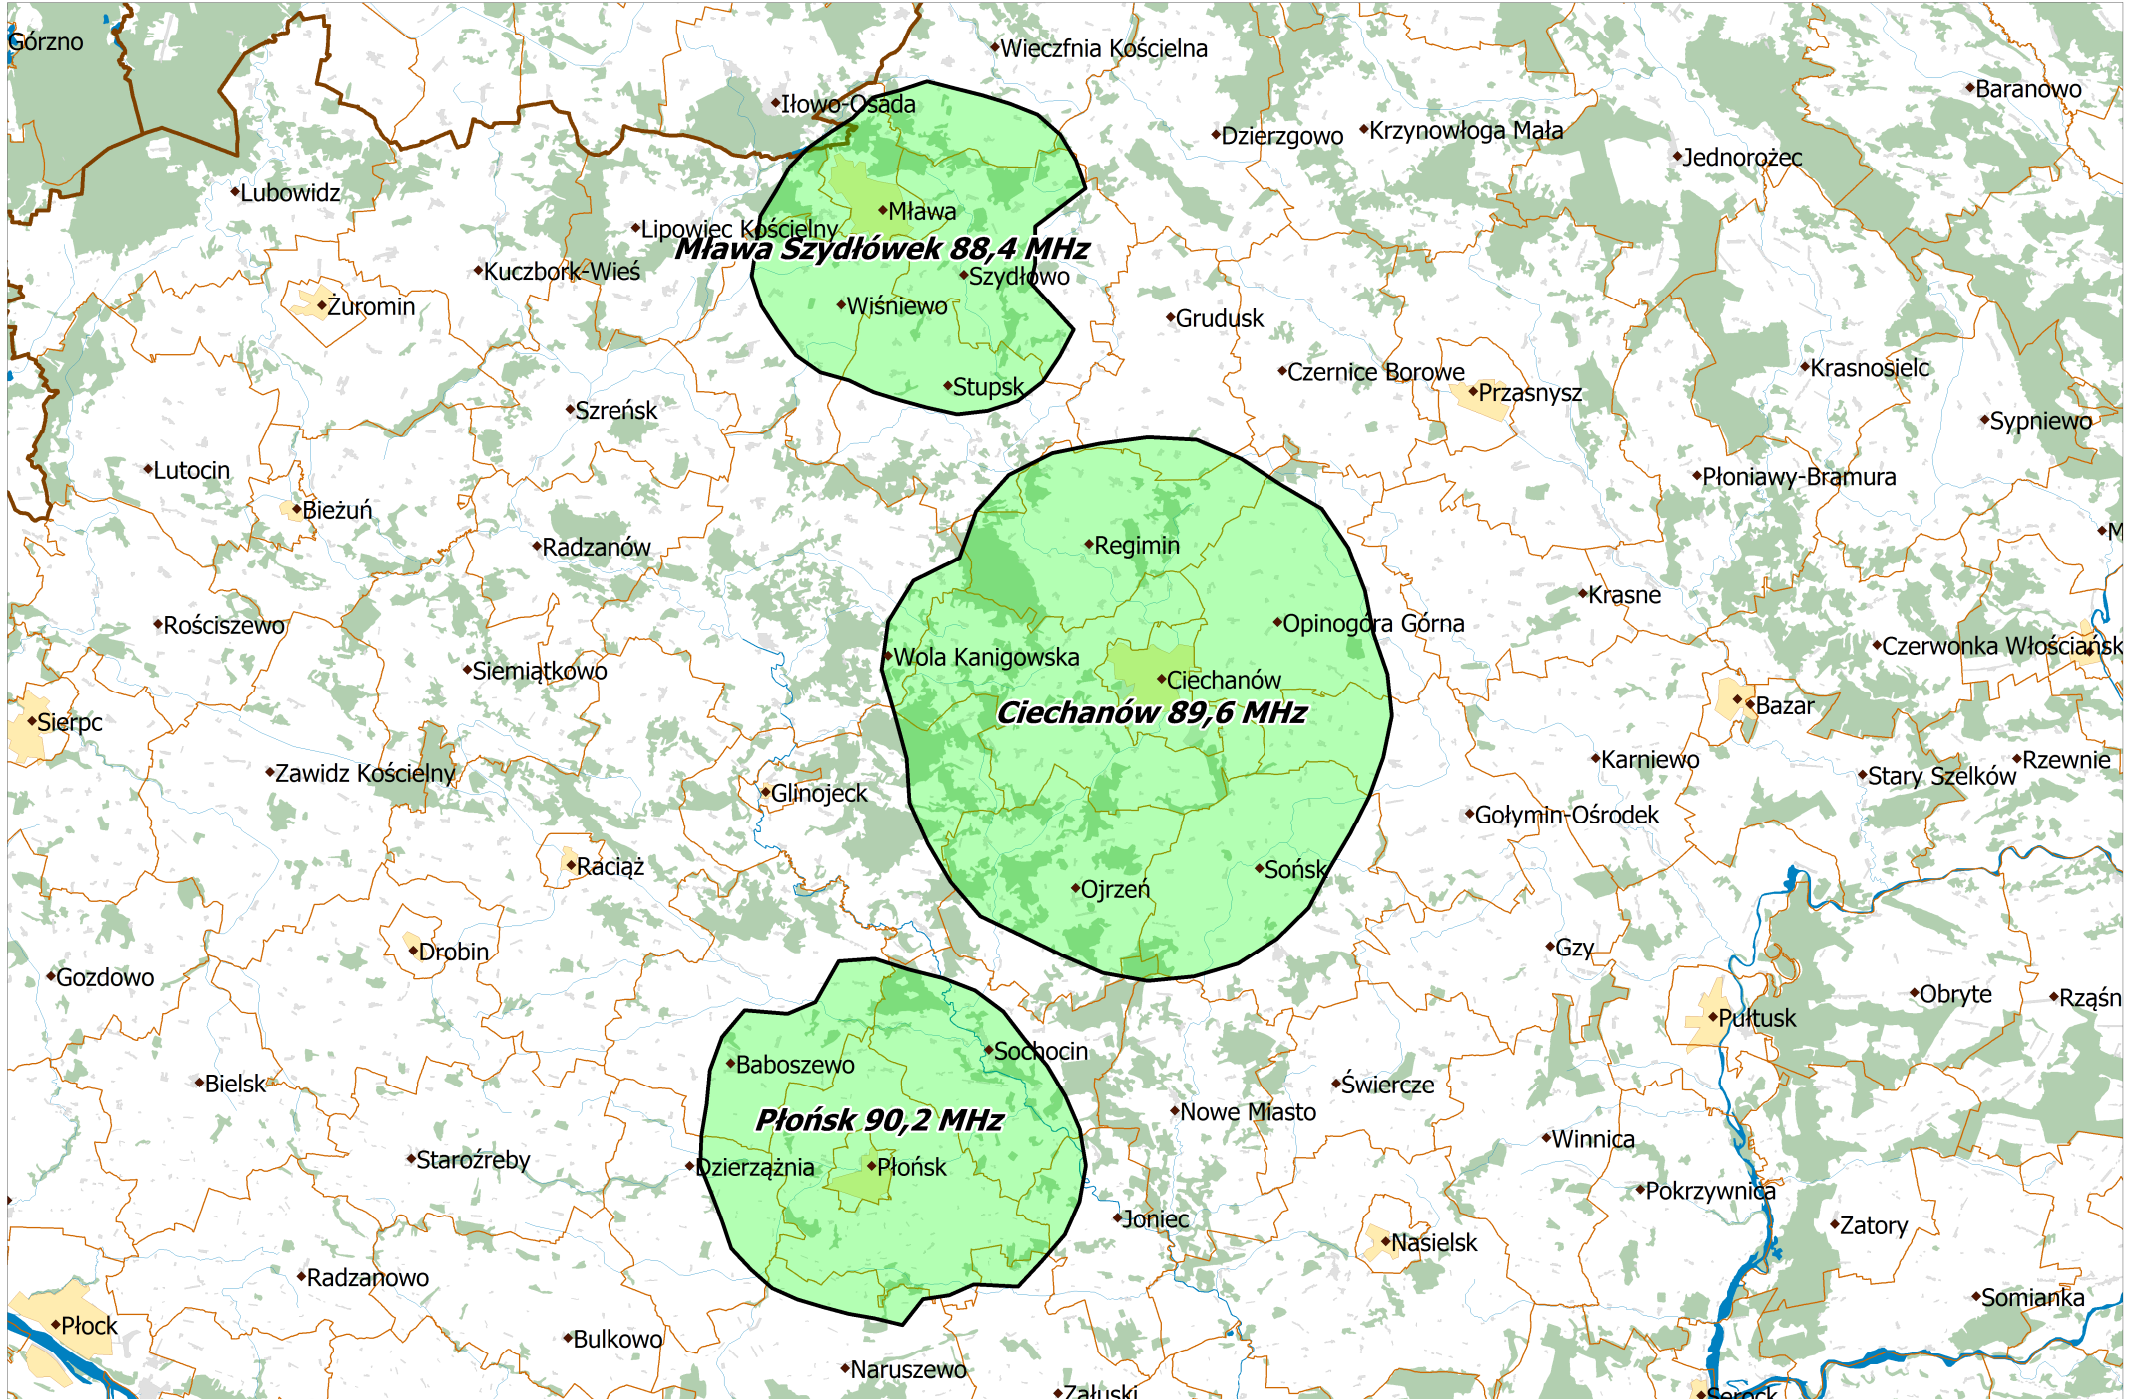 Górzno
Wieczfnia Kościelna
Baranowo
Iłowo-Osada
Dzierzgowo
Krzynowłoga Mała
Jednorożec
Lubowidz
Mława
Lipowiec Kościelny
Mława Szydłówek 88,4 MHz
Kuczbork-Wieś
Szydłowo
Żuromin
Wiśniewo
Grudusk
Czernice Borowe
Krasnosielc
Przasnysz
Stupsk
Szreńsk
Sypniewo
Lutocin
Płoniawy-Bramura
Bieżuń
M
Radzanów
Regimin
Krasne
Rościszewo
Opinogóra Górna
Czerwonka Włościańsk
Wola Kanigowska
Siemiątkowo
Ciechanów
Bazar
Ciechanów 89,6 MHz
Sierpc
Karniewo
Rzewnie
Zawidz Kościelny
Stary Szelków
Glinojeck
Gołymin-Ośrodek
Raciąż
Sońsk
Ojrzeń
Drobin
Gzy
Gozdowo
Obryte
Rząśn
Pułtusk
Sochocin
Baboszewo
Bielsk
Świercze
Nowe Miasto
Płońsk 90,2 MHz
Winnica
Staroźreby
Dzierzążnia
Płońsk
Pokrzywnica
Joniec
Zatory
Nasielsk
Radzanowo
Somianka
Płock
Bulkowo
Naruszewo
Załuski
Serock